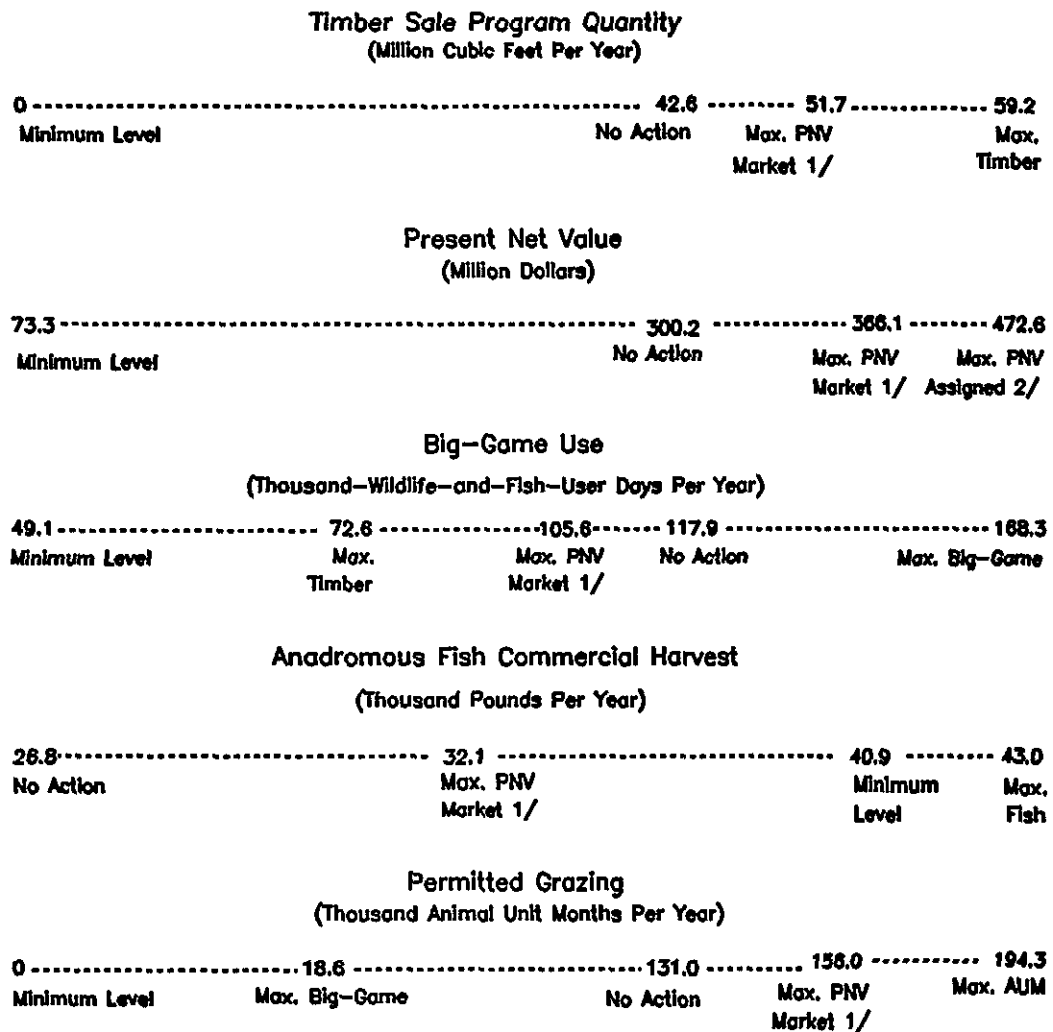 Timber Sale Program Quantity
(Million Cubic Feet Per Year)
0 42.6 51.7 59.2
Minimum Level No Action Max. PNV Max.
Market 1/ Timber
Present Net Value
(Million Dollars)
73.3 300.2 366.1 472.6
Minimum Level No Action Max. PNV Max. PNV
Market 1/ Assigned 2/
Big-Game Use
(Thousand-Wildlife-and-Fish-User Days Per Year)
49.1 72.6 105.6 117.9 168.3
Minimum Level Max. Max. PNV No Action Max. Big-Game
Timber Market 1/
Anadromous Fish Commercial Harvest
(Thousand Pounds Per Year)
26.8 32.1 40.9 43.0
No Action Max. PNV Minimum Max.
Market 1/ Level Fish
Permitted Grazing
(Thousand Animal Unit Months Per Year)
0 18.6 131.0 158.0 194.3
Minimum Level Max. Big-Game No Action Max. PNV Max. AUM
Market 1/